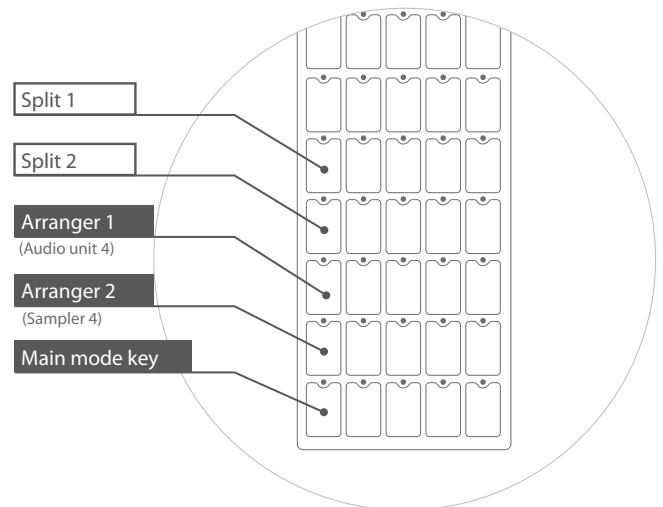 Split 1
Split 2
Arranger 1
(Audio unit 4)
Arranger 2
(Sampler 4)
Main mode key